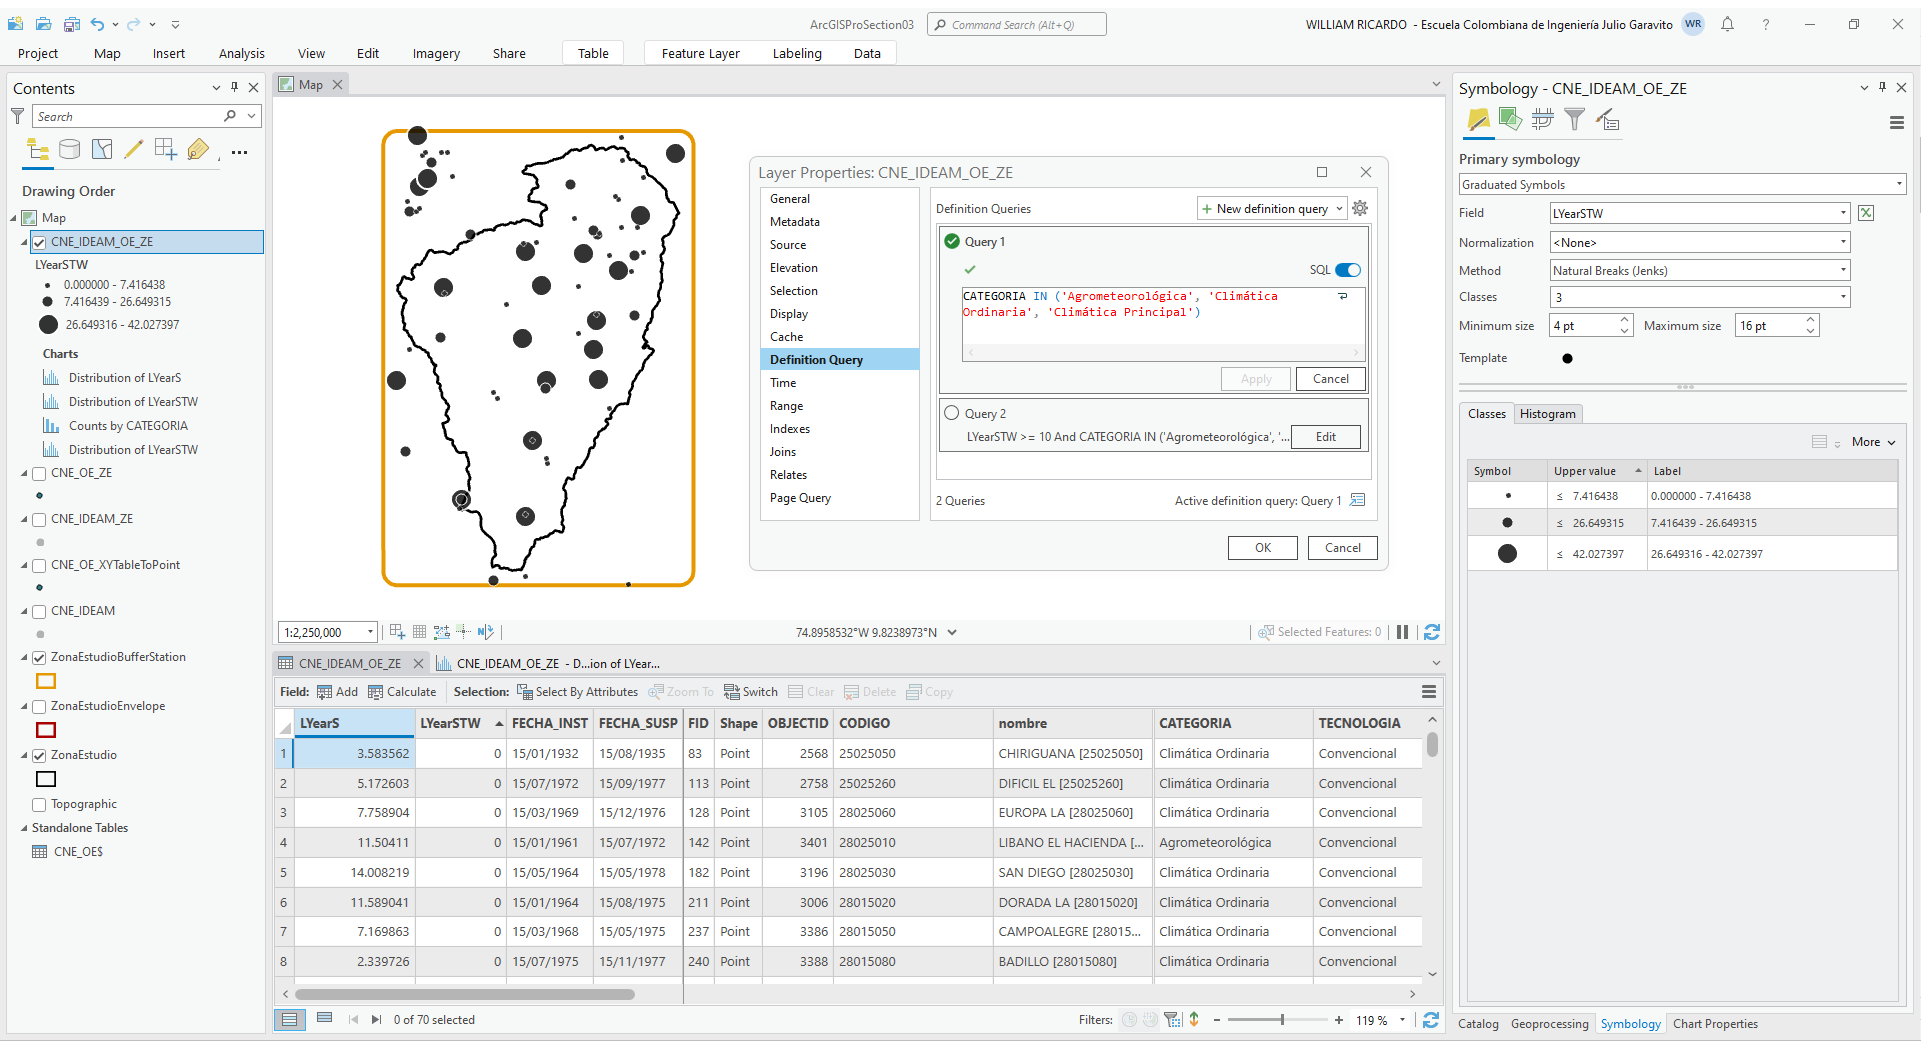 ArcGISProSection03
Command Search (Alt+Q)
WILLIAM RICARDO - Escuela Colombiana de Ingeniería Julio Garavito
WR
?
Project Map Insert Analysis View Edit Imagery Share Table Feature Layer Labeling Data
Contents
Search
Drawing Order
Map
CNE_IDEAM_OE_ZE
LYearSTW
0.000000 - 7.416438
7.416439 - 26.649315
26.649316 - 42.027397
Charts
Distribution of LYearS
Distribution of LYearSTW
Counts by CATEGORIA
Distribution of LYearSTW
CNE_OE_ZE
CNE_IDEAM_ZE
CNE_OE_XYTableToPoint
CNE_IDEAM
ZonaEstudioBufferStation
ZonaEstudioEnvelope
ZonaEstudio
Topographic
Standalone Tables
CNE_OE$
Map
Layer Properties: CNE_IDEAM_OE_ZE
General
Metadata
Source
Elevation
Selection
Display
Cache
Definition Query
Time
Range
Indexes
Joins
Relates
Page Query
Definition Queries
New definition query
Query 1
SQL
CATEGORIA IN ('Agrometeorológica', 'Climática
Ordinaria', 'Climática Principal')
Apply Cancel
Query 2
LYearSTW >= 10 And CATEGORIA IN ('Agrometeorológica', '...
Edit
2 Queries
Active definition query: Query 1
OK Cancel
1:2,250,000
74.8958532°W 9.8238973°N
Selected Features: 0
CNE_IDEAM_OE_ZE
CNE_IDEAM_OE_ZE - D...ion of LYear...
Field: Add Calculate Selection: Select By Attributes Zoom To Switch Clear Delete Copy
LYearS LYearSTW FECHA_INST FECHA_SUSP FID Shape OBJECTID CODIGO nombre CATEGORIA TECNOLOGIA
1 3.583562 0 15/01/1932 15/08/1935 83 Point 2568 25025050 CHIRIGUANA [25025050] Climática Ordinaria Convencional
2 5.172603 0 15/07/1972 15/09/1977 113 Point 2758 25025260 DIFICIL EL [25025260] Climática Ordinaria Convencional
3 7.758904 0 15/03/1969 15/12/1976 128 Point 3105 28025060 EUROPA LA [28025060] Climática Ordinaria Convencional
4 11.50411 0 15/01/1961 15/07/1972 142 Point 3401 28025010 LIBANO EL HACIENDA [... Agrometeorológica Convencional
5 14.008219 0 15/05/1964 15/05/1978 182 Point 3196 28025030 SAN DIEGO [28025030] Climática Ordinaria Convencional
6 11.589041 0 15/01/1964 15/08/1975 211 Point 3006 28015020 DORADA LA [28015020] Climática Ordinaria Convencional
7 7.169863 0 15/03/1968 15/05/1975 237 Point 3386 28015050 CAMPOALEGRE [28015... Climática Ordinaria Convencional
8 2.339726 0 15/07/1975 15/11/1977 240 Point 3388 28015080 BADILLO [28015080] Climática Ordinaria Convencional
0 of 70 selected
Filters:
119 %
Symbology - CNE_IDEAM_OE_ZE
Primary symbology
Graduated Symbols
Field LYearSTW
Normalization <None>
Method Natural Breaks (Jenks)
Classes 3
Minimum size 4 pt Maximum size 16 pt
Template
Classes Histogram
More
Symbol Upper value Label
≤ 7.416438 0.000000 - 7.416438
≤ 26.649315 7.416439 - 26.649315
≤ 42.027397 26.649316 - 42.027397
Catalog Geoprocessing Symbology Chart Properties